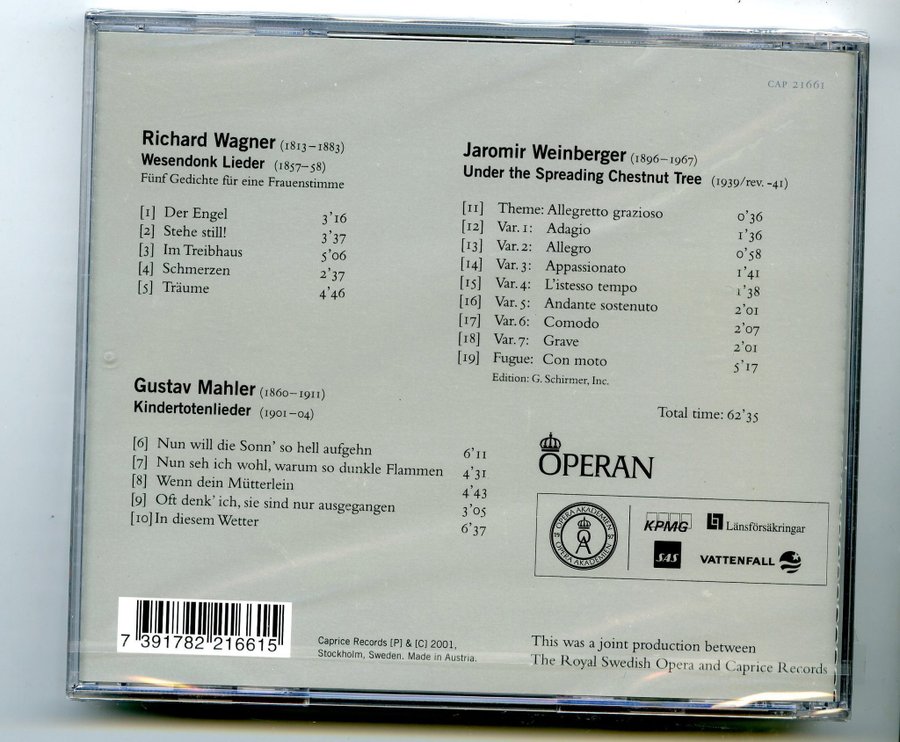 CAP 21661
Richard Wagner (1813–1883)
Wesendonk Lieder (1857–58)
Fünf Gedichte für eine Frauenstimme
[1] Der Engel 3'16
[2] Stehe still! 3'37
[3] Im Treibhaus 5'06
[4] Schmerzen 2'37
[5] Träume 4'46
Gustav Mahler (1860–1911)
Kindertotenlieder (1901–04)
[6] Nun will die Sonn' so hell aufgehn 6'11
[7] Nun seh ich wohl, warum so dunkle Flammen 4'31
[8] Wenn dein Mütterlein 4'43
[9] Oft denk' ich, sie sind nur ausgegangen 3'05
[10] In diesem Wetter 6'37
Jaromir Weinberger (1896–1967)
Under the Spreading Chestnut Tree (1939/rev. -41)
[11] Theme: Allegretto grazioso 0'36
[12] Var. 1: Adagio 1'36
[13] Var. 2: Allegro 0'58
[14] Var. 3: Appassionato 1'41
[15] Var. 4: L'istesso tempo 1'38
[16] Var. 5: Andante sostenuto 2'01
[17] Var. 6: Comodo 2'07
[18] Var. 7: Grave 2'01
[19] Fugue: Con moto 5'17
Edition: G. Schirmer, Inc.
Total time: 62'35
OPERAN
OPERA AKADEMIEN
OPERA AKADEMIEN
OA
KPMG Länsförsäkringar
SAS VATTENFALL
7 391782 216615
Caprice Records [P] & [C] 2001,
Stockholm, Sweden. Made in Austria.
This was a joint production between
The Royal Swedish Opera and Caprice Records